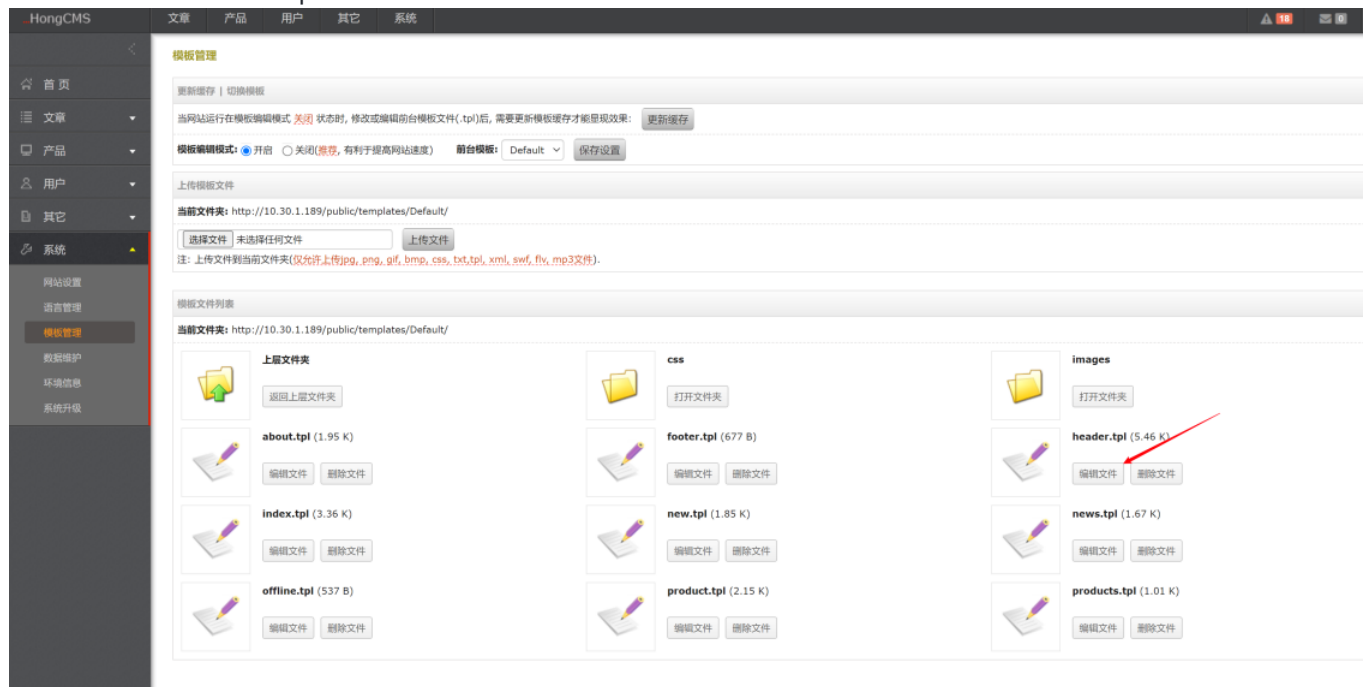 HongCMS 文章 产品 用户 其它 系统 18 0
模板管理
首页
文章
产品
用户
其它
系统
网站设置
语言管理
模板管理
数据维护
环境信息
系统升级
更新缓存 | 切换模板
当网站运行在模板编辑模式 关闭 状态时, 修改或编辑前台模板文件(.tpl)后, 需要更新模板缓存才能显现效果: 更新缓存
模板编辑模式: 开启 关闭(推荐, 有利于提高网站速度) 前台模板: Default 保存设置
上传模板文件
当前文件夹: http://10.30.1.189/public/templates/Default/
选择文件 未选择任何文件 上传文件
注: 上传文件到当前文件夹(仅允许上传jpg, png, gif, bmp, css, txt,tpl, xml, swf, flv, mp3文件).
模板文件列表
当前文件夹: http://10.30.1.189/public/templates/Default/
上层文件夹 css images
返回上层文件夹 打开文件夹 打开文件夹
about.tpl (1.95 K) footer.tpl (677 B) header.tpl (5.46 K)
编辑文件 删除文件 编辑文件 删除文件 编辑文件 删除文件
index.tpl (3.36 K) new.tpl (1.85 K) news.tpl (1.67 K)
编辑文件 删除文件 编辑文件 删除文件 编辑文件 删除文件
offline.tpl (537 B) product.tpl (2.15 K) products.tpl (1.01 K)
编辑文件 删除文件 编辑文件 删除文件 编辑文件 删除文件